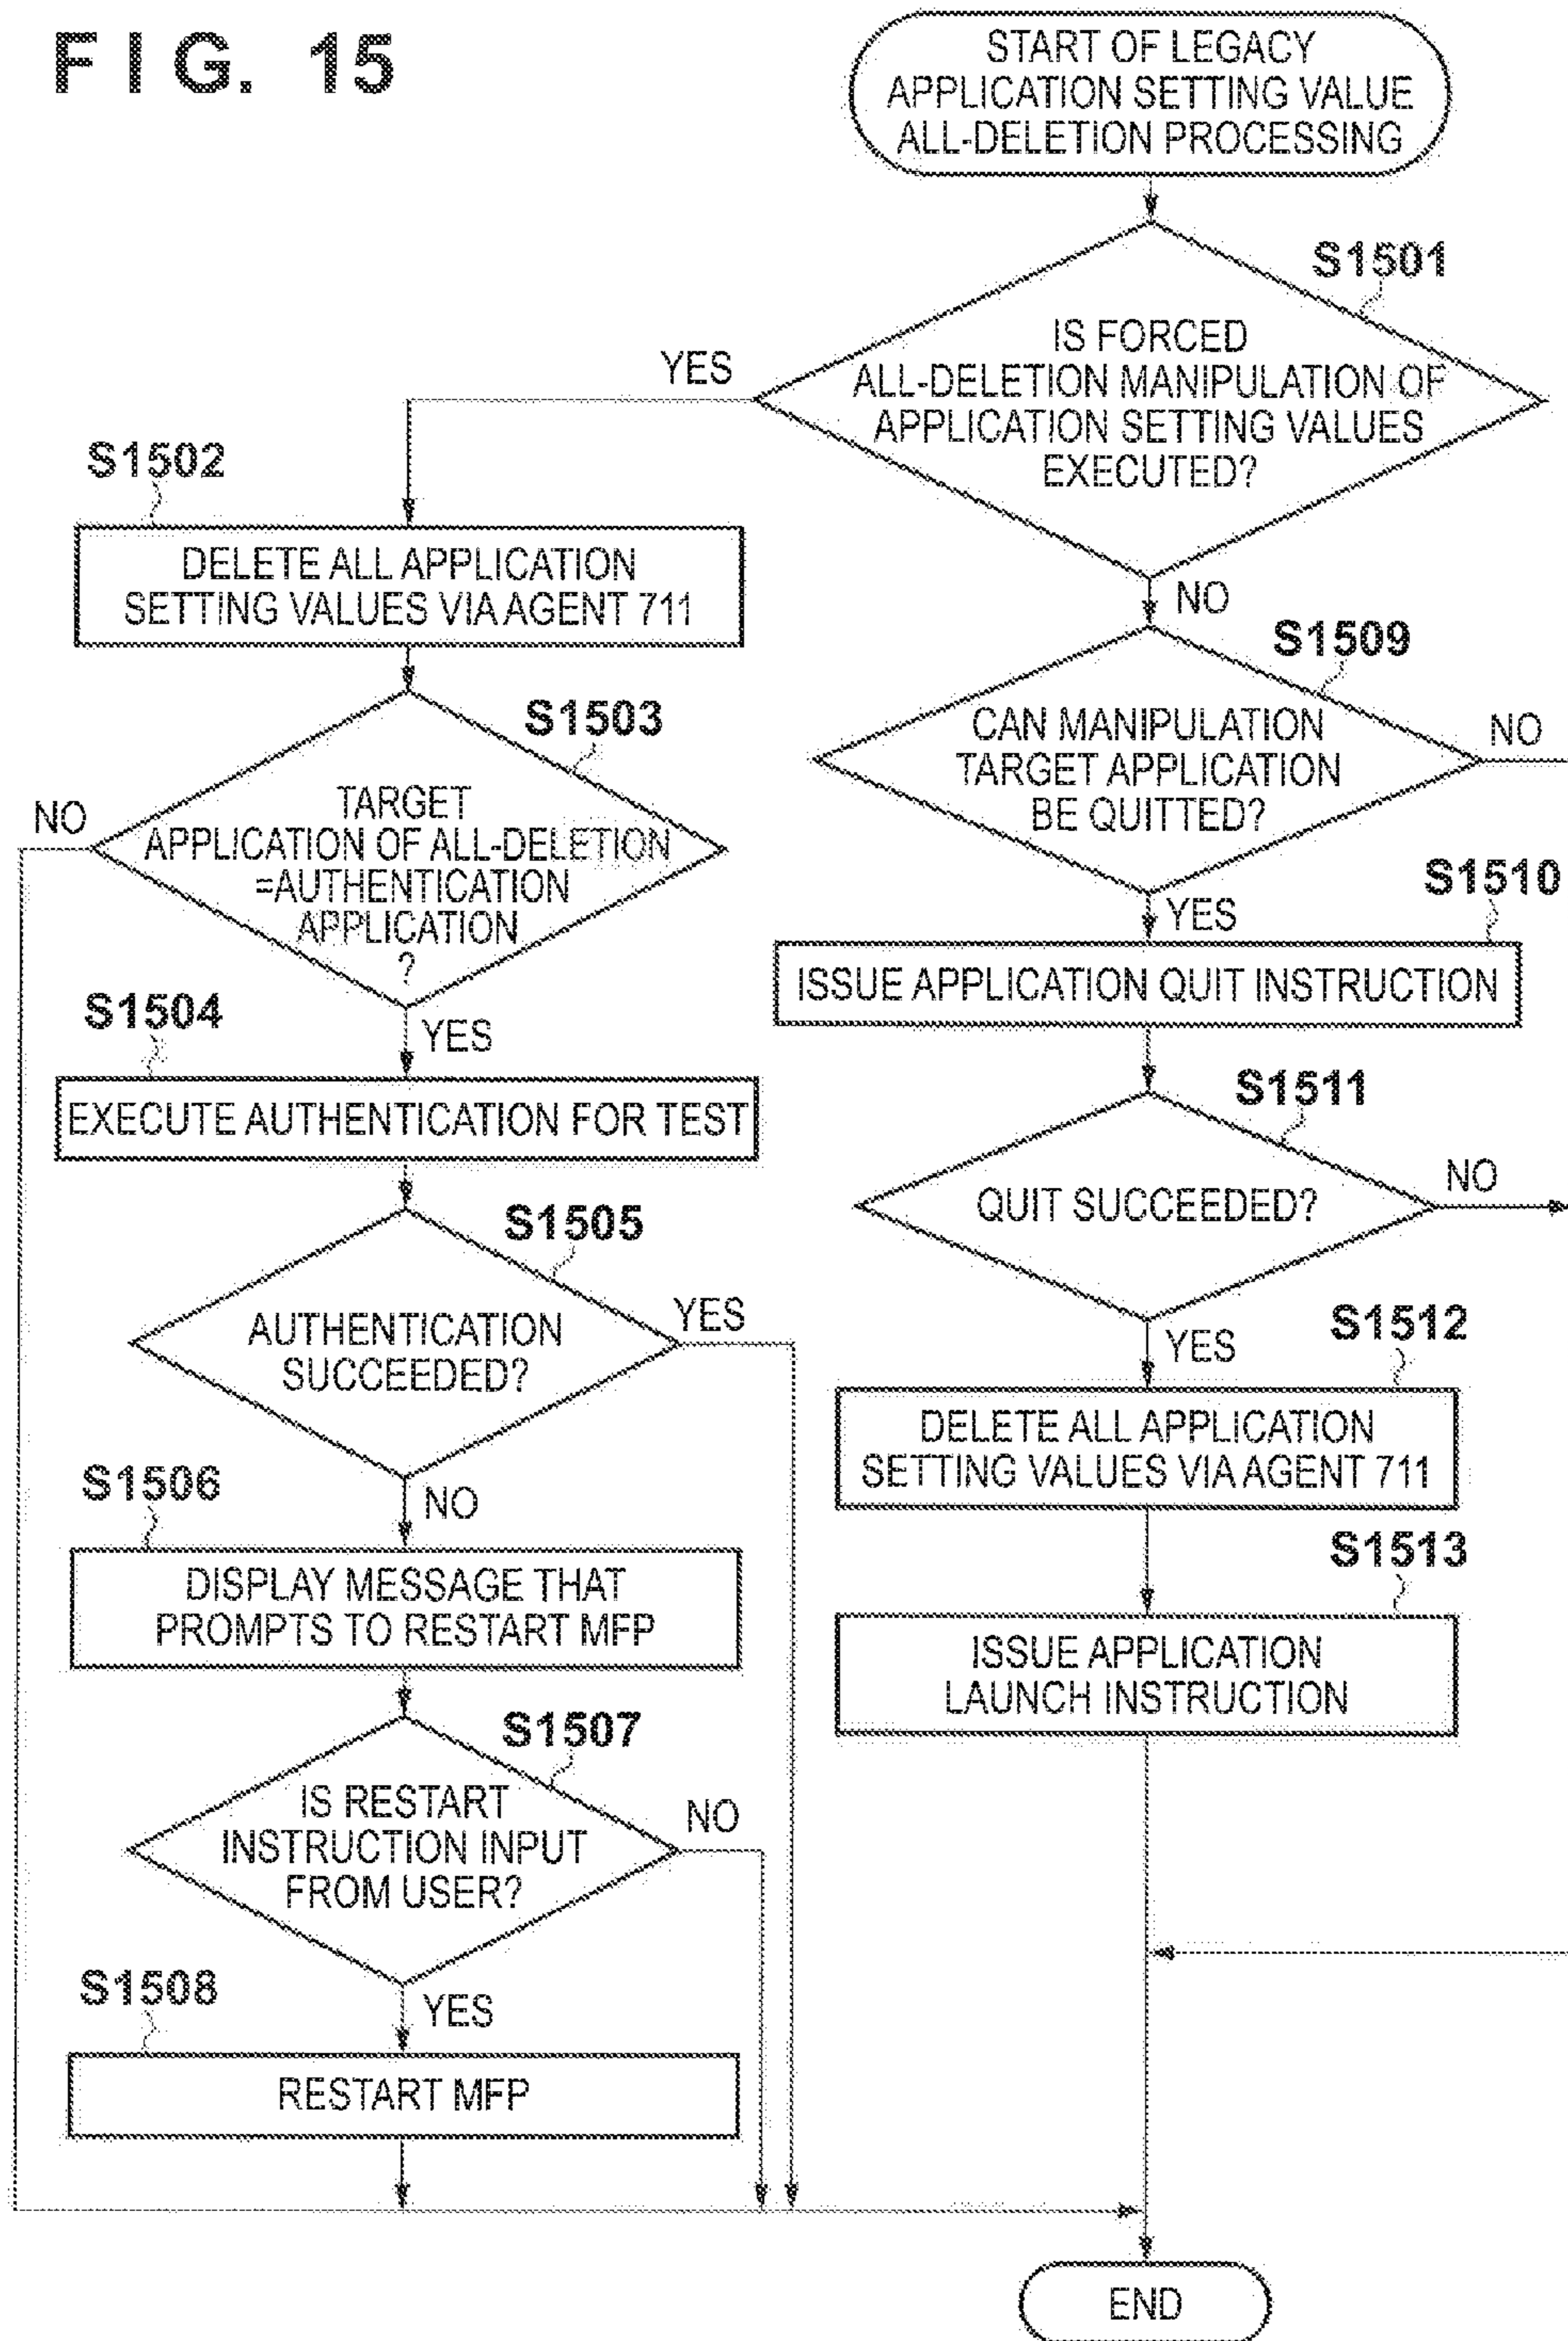 FIG. 15
START OF LEGACY
APPLICATION SETTING VALUE
ALL-DELETION PROCESSING
S1501
IS FORCED
ALL-DELETION MANIPULATION OF
APPLICATION SETTING VALUES
EXECUTED?
YES
NO
S1502
DELETE ALL APPLICATION
SETTING VALUES VIA AGENT 711
S1503
TARGET
APPLICATION OF ALL-DELETION
=AUTHENTICATION
APPLICATION
?
NO
YES
S1504
EXECUTE AUTHENTICATION FOR TEST
S1505
AUTHENTICATION
SUCCEEDED?
YES
NO
S1506
DISPLAY MESSAGE THAT
PROMPTS TO RESTART MFP
S1507
IS RESTART
INSTRUCTION INPUT
FROM USER?
NO
YES
S1508
RESTART MFP
S1509
CAN MANIPULATION
TARGET APPLICATION
BE QUITTED?
NO
YES
S1510
ISSUE APPLICATION QUIT INSTRUCTION
S1511
QUIT SUCCEEDED?
NO
YES
S1512
DELETE ALL APPLICATION
SETTING VALUES VIA AGENT 711
S1513
ISSUE APPLICATION
LAUNCH INSTRUCTION
END